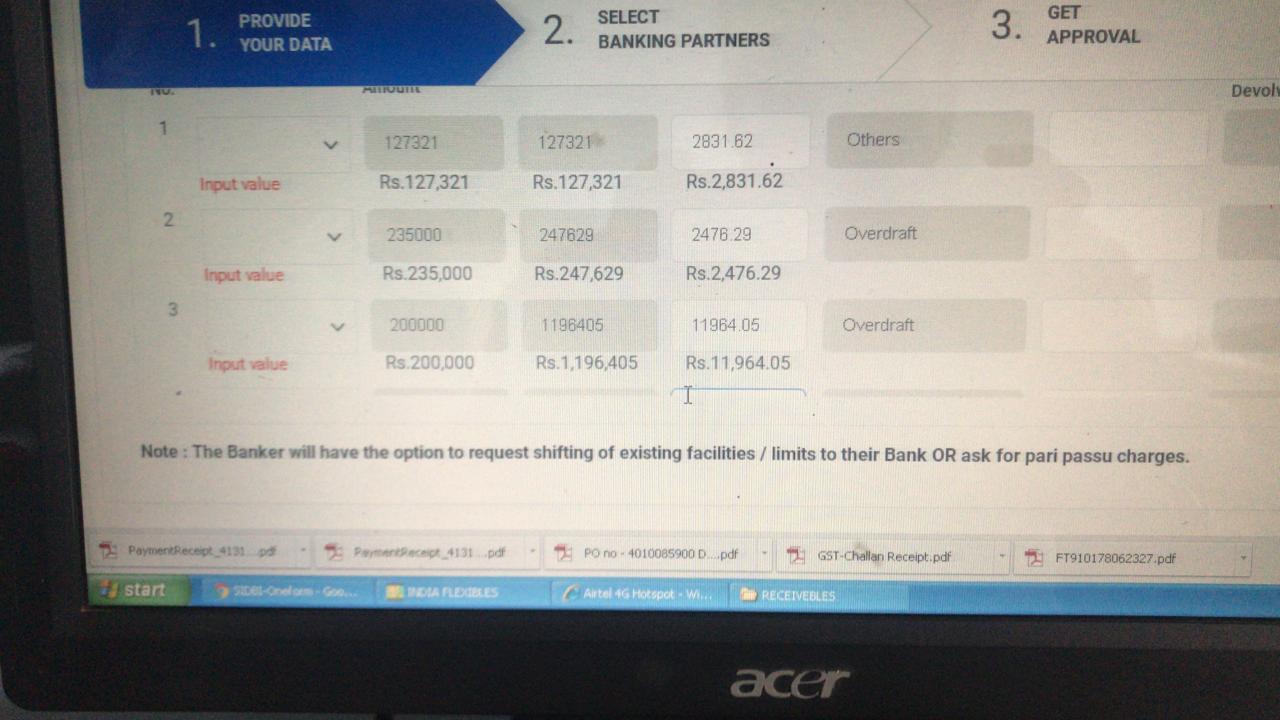 1. PROVIDE YOUR DATA
2. SELECT BANKING PARTNERS
3. GET APPROVAL
No. Amount Devolv
1 127321 127321 2831.62 Others
Input value Rs.127,321 Rs.127,321 Rs.2,831.62
2 235000 247629 2476.29 Overdraft
Input value Rs.235,000 Rs.247,629 Rs.2,476.29
3 200000 1196405 11964.05 Overdraft
Input value Rs.200,000 Rs.1,196,405 Rs.11,964.05
Note : The Banker will have the option to request shifting of existing facilities / limits to their Bank OR ask for pari passu charges.
PaymentReceipt_4131....pdf PaymentReceipt_4131....pdf PO no - 4010085900 D....pdf GST-Challan Receipt.pdf FT910178062327.pdf
start SIDBI-OneForm - Goo... INDIA FLEXIBLES Airtel 4G Hotspot - Wi... RECEIVEBLES
acer